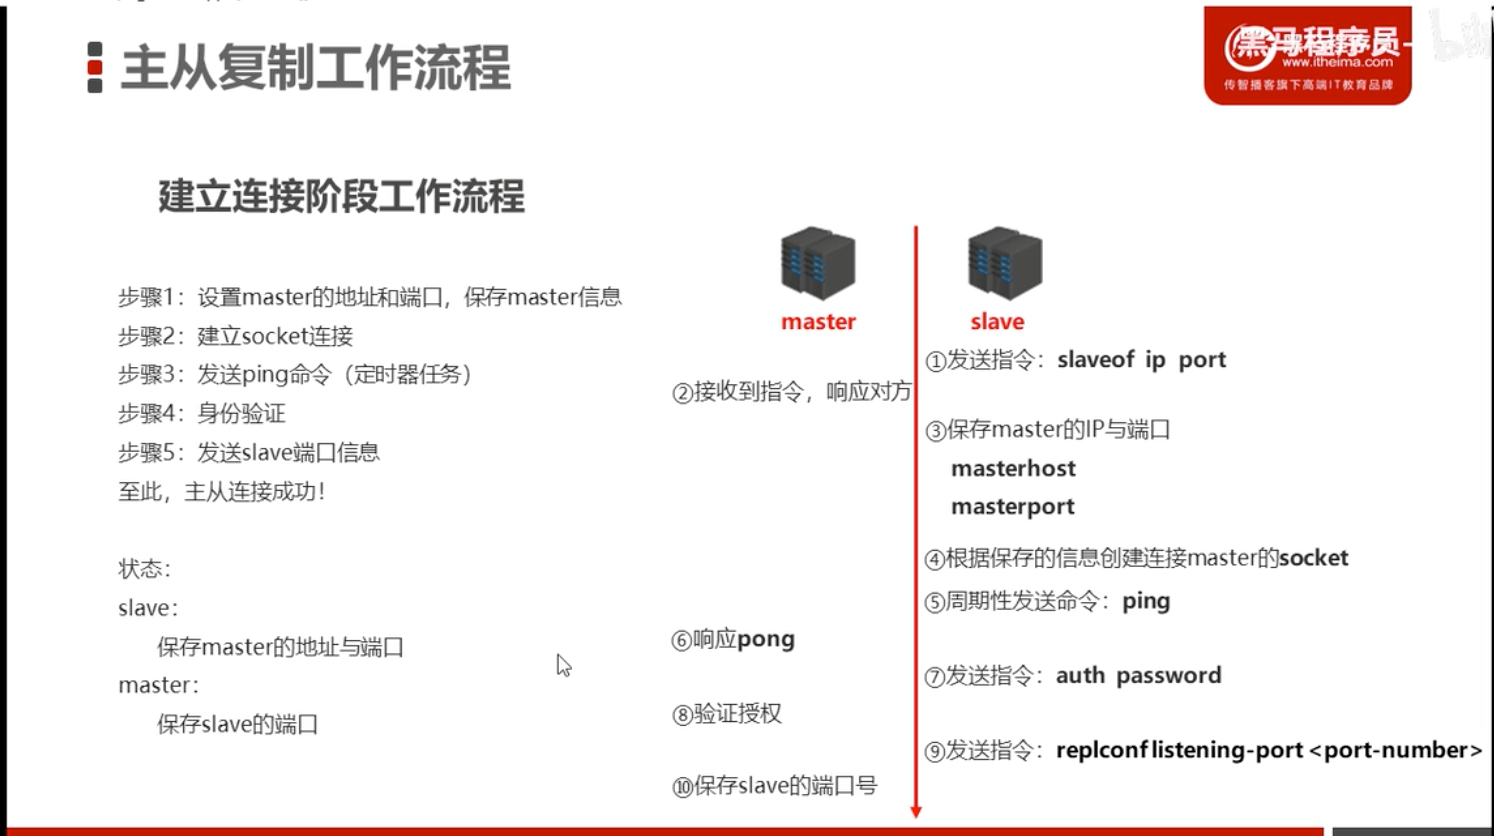 主从复制工作流程
黑马程序员-
www.itheima.com
传智播客旗下高端IT教育品牌
建立连接阶段工作流程
步骤1：设置master的地址和端口，保存master信息
步骤2：建立socket连接
步骤3：发送ping命令（定时器任务）
步骤4：身份验证
步骤5：发送slave端口信息
至此，主从连接成功！
状态：
slave：
保存master的地址与端口
master：
保存slave的端口
master
slave
①发送指令：slaveof ip port
②接收到指令，响应对方
③保存master的IP与端口
masterhost
masterport
④根据保存的信息创建连接master的socket
⑤周期性发送命令：ping
⑥响应pong
⑦发送指令：auth password
⑧验证授权
⑨发送指令：replconf listening-port <port-number>
⑩保存slave的端口号